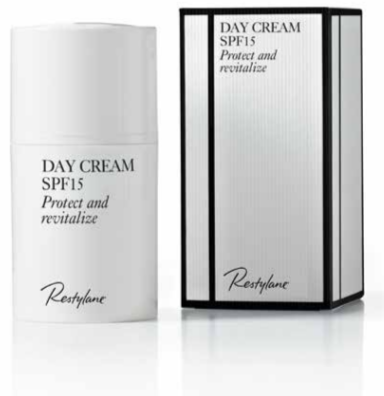 DAY CREAM
SPF15
Protect and
revitalize
Restylane
DAY CREAM
SPF15
Protect and
revitalize
Restylane